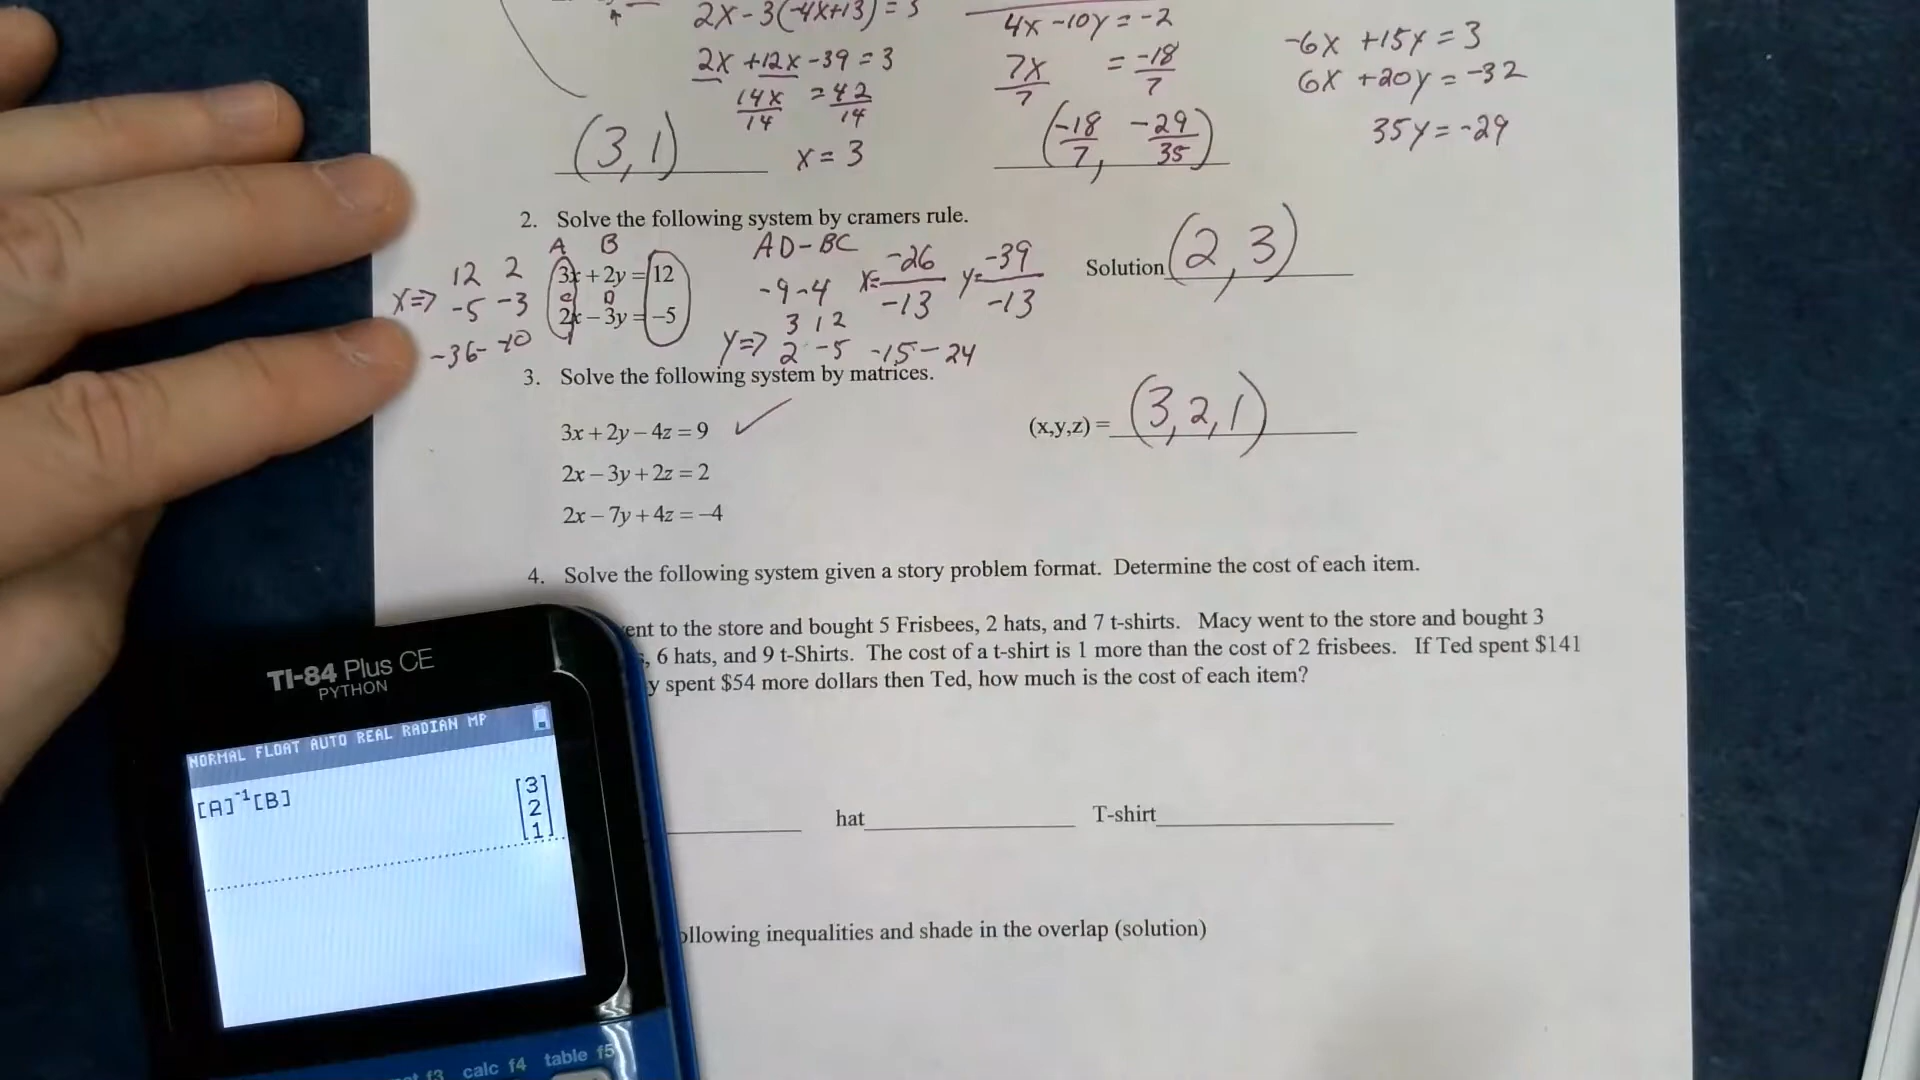 2x-3(-4x+13) = 3
2x +12x -39 = 3
14x = 42
14 14
x = 3
(3, 1)
4x -10y = -2
7x = -18
7 7
(-18/7, -29/35)
-6x +15y = 3
6x +20y = -32
35y = -29
2. Solve the following system by cramers rule.
A B
3x + 2y = 12
C D
2x – 3y = –5
x=> 12 2
-5 -3
-36- -10
AD-BC
-9-4
x= -26
-13
y= -39
-13
y=> 3 12
2 -5 -15-24
Solution (2, 3)
3. Solve the following system by matrices.
3x + 2y – 4z = 9 ✓
2x – 3y + 2z = 2
2x – 7y + 4z = –4
(x,y,z) = (3, 2, 1)
4. Solve the following system given a story problem format. Determine the cost of each item.
ent to the store and bought 5 Frisbees, 2 hats, and 7 t-shirts. Macy went to the store and bought 3
, 6 hats, and 9 t-Shirts. The cost of a t-shirt is 1 more than the cost of 2 frisbees. If Ted spent $141
y spent $54 more dollars then Ted, how much is the cost of each item?
hat T-shirt
ollowing inequalities and shade in the overlap (solution)
TI-84 Plus CE
PYTHON
NORMAL FLOAT AUTO REAL RADIAN MP
[A]⁻¹[B]
[3]
[2]
[1]
f3 calc f4 table f5